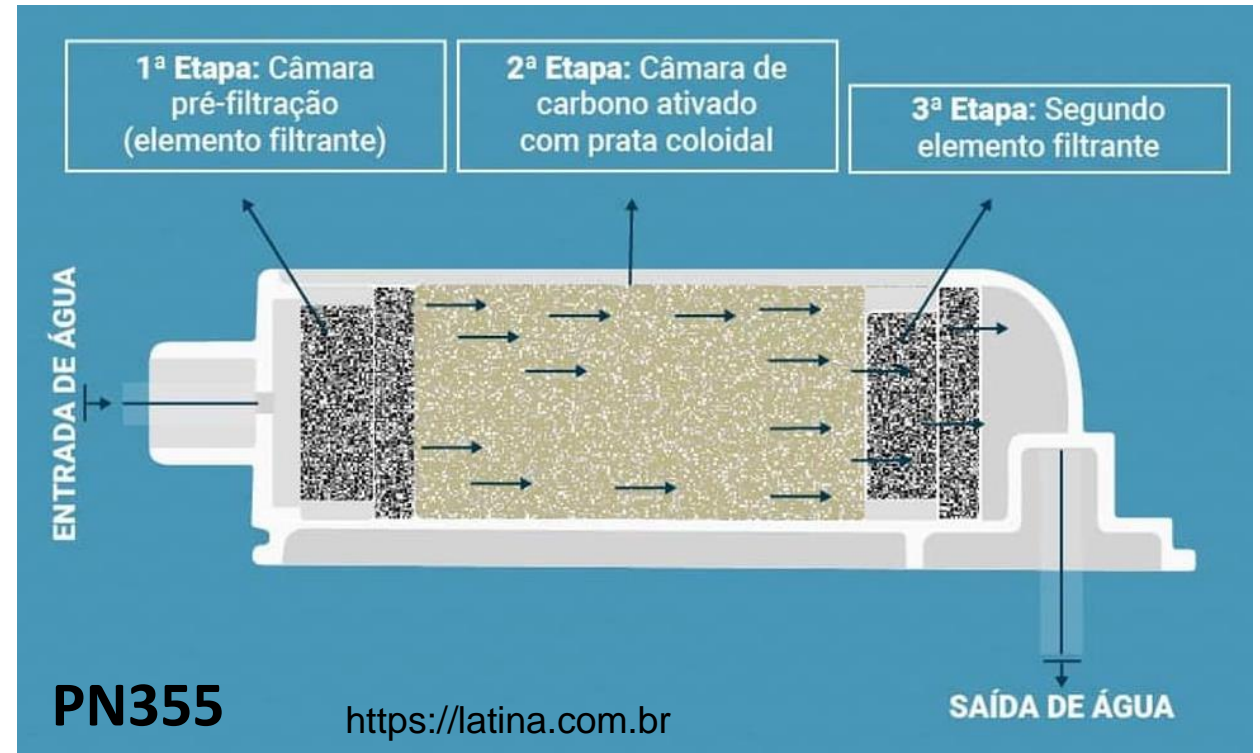 1ª Etapa: Câmara
pré-filtração
(elemento filtrante)
2ª Etapa: Câmara de
carbono ativado
com prata coloidal
3ª Etapa: Segundo
elemento filtrante
ENTRADA DE ÁGUA
SAÍDA DE ÁGUA
PN355
https://latina.com.br